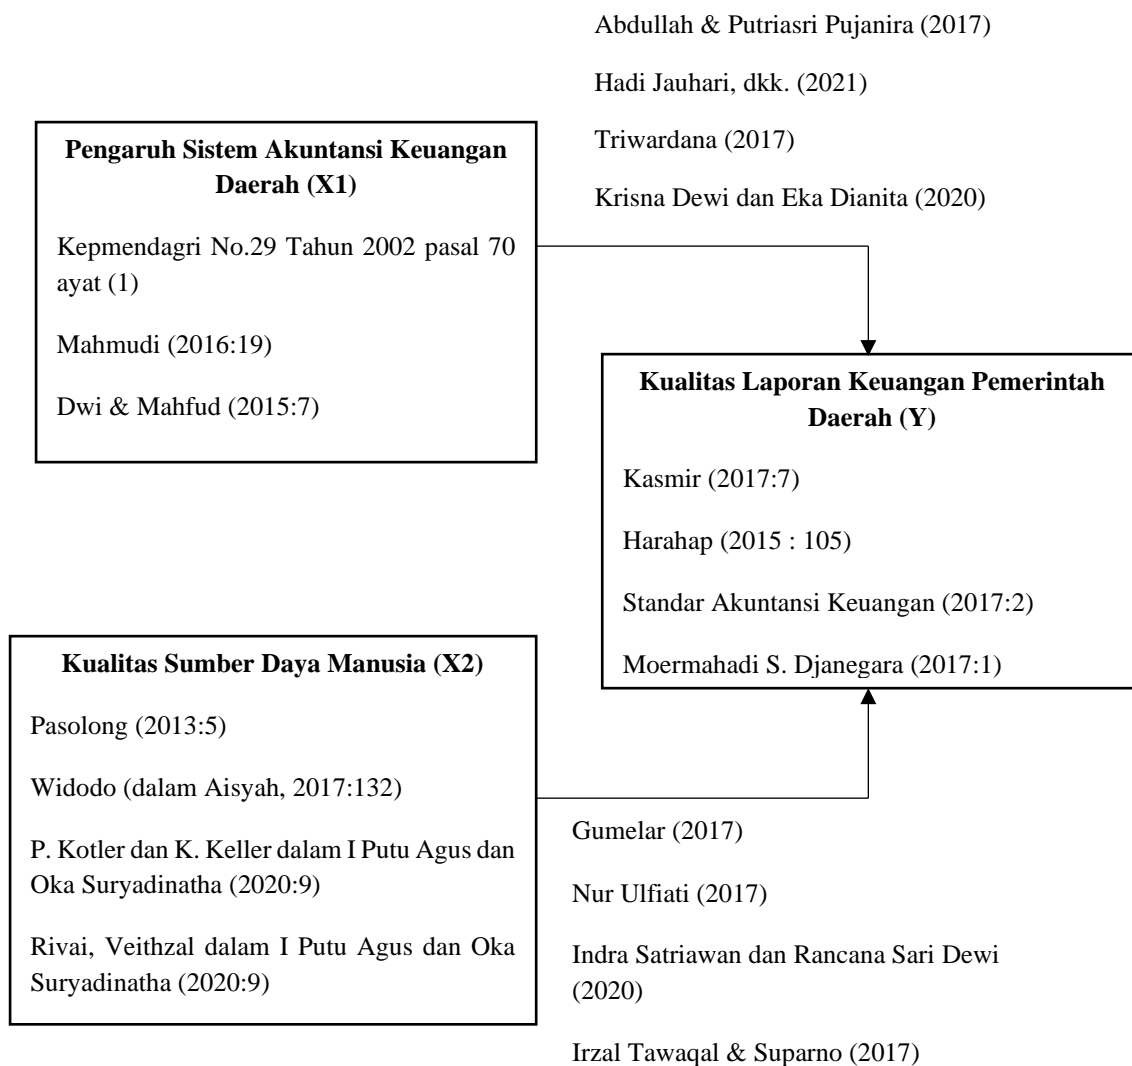 Abdullah & Putriasri Pujanira (2017)
Hadi Jauhari, dkk. (2021)
Triwardana (2017)
Krisna Dewi dan Eka Dianita (2020)
Pengaruh Sistem Akuntansi Keuangan
Daerah (X1)
Kepmendagri No.29 Tahun 2002 pasal 70
ayat (1)
Mahmudi (2016:19)
Dwi & Mahfud (2015:7)
Kualitas Laporan Keuangan Pemerintah
Daerah (Y)
Kasmir (2017:7)
Harahap (2015 : 105)
Standar Akuntansi Keuangan (2017:2)
Moermahadi S. Djanegara (2017:1)
Kualitas Sumber Daya Manusia (X2)
Pasolong (2013:5)
Widodo (dalam Aisyah, 2017:132)
P. Kotler dan K. Keller dalam I Putu Agus dan
Oka Suryadinatha (2020:9)
Rivai, Veithzal dalam I Putu Agus dan Oka
Suryadinatha (2020:9)
Gumelar (2017)
Nur Ulfiati (2017)
Indra Satriawan dan Rancana Sari Dewi
(2020)
Irzal Tawaqal & Suparno (2017)